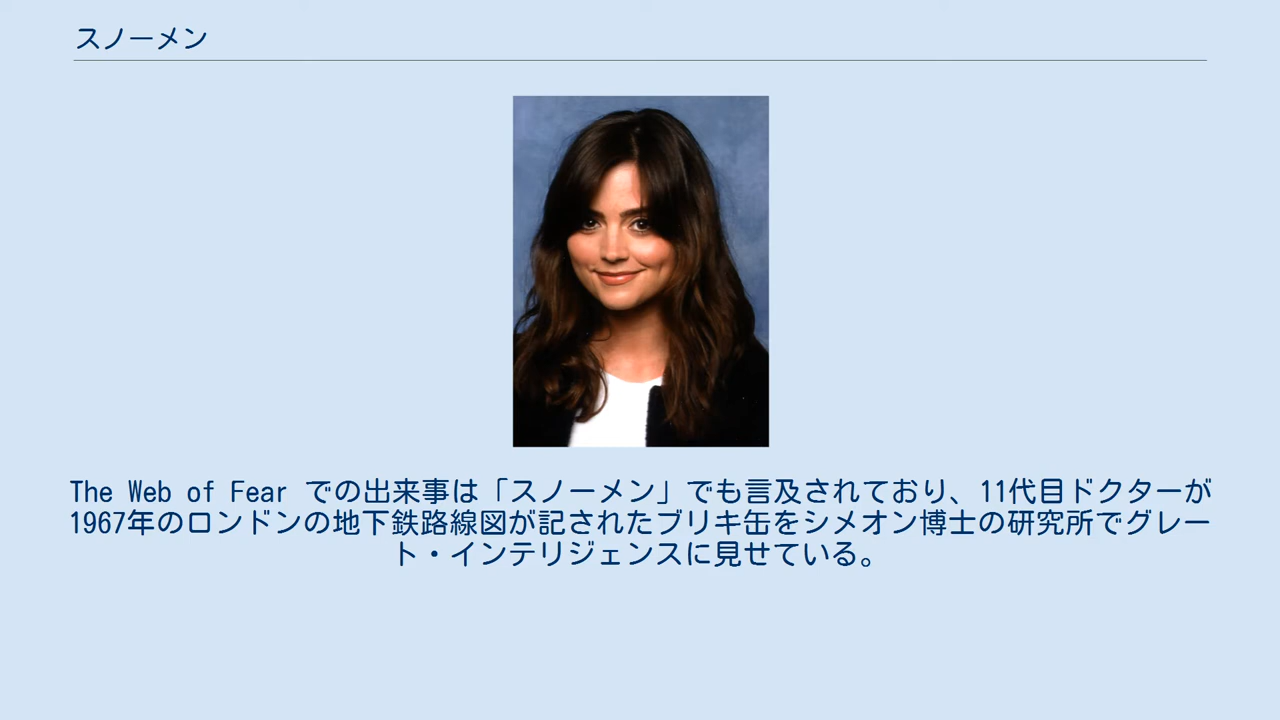 スノーメン
The Web of Fear での出来事は「スノーメン」でも言及されており、11代目ドクターが
1967年のロンドンの地下鉄路線図が記されたブリキ缶をシメオン博士の研究所でグレー
ト・インテリジェンスに見せている。